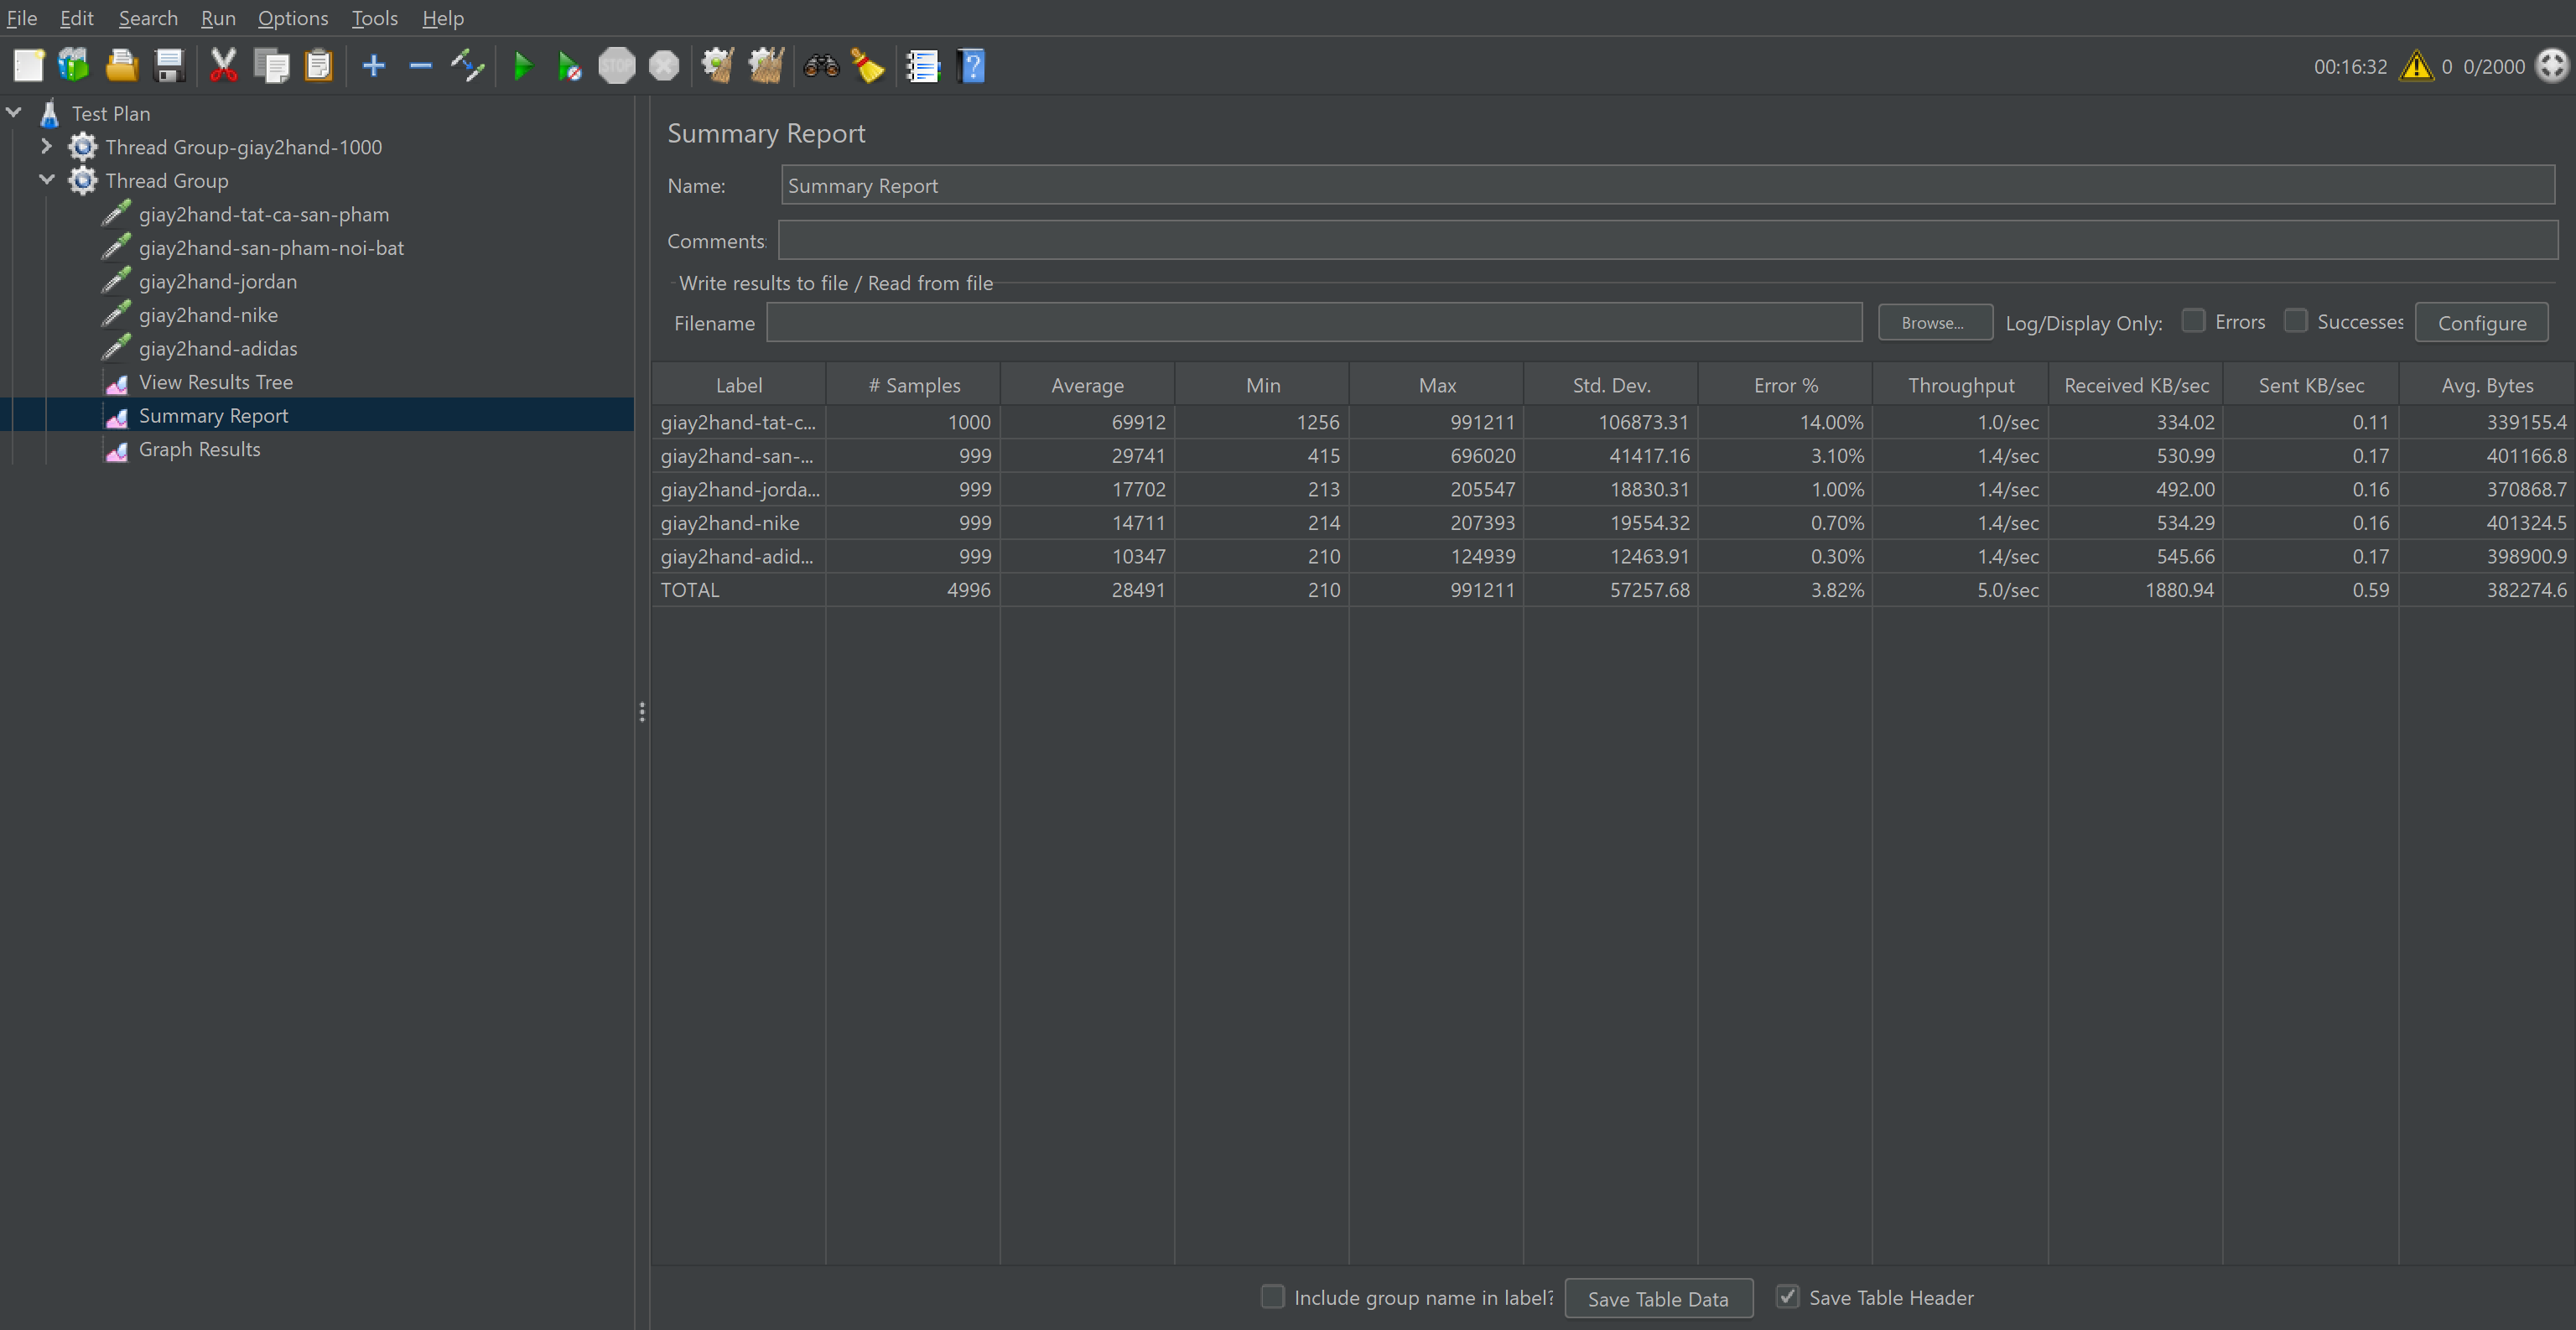 File Edit Search Run Options Tools Help
STOP
00:16:32 0 0/2000
Test Plan
Thread Group-giay2hand-1000
Thread Group
giay2hand-tat-ca-san-pham
giay2hand-san-pham-noi-bat
giay2hand-jordan
giay2hand-nike
giay2hand-adidas
View Results Tree
Summary Report
Graph Results
Summary Report
Name: Summary Report
Comments:
Write results to file / Read from file
Filename Browse... Log/Display Only: Errors Successes Configure
Label # Samples Average Min Max Std. Dev. Error % Throughput Received KB/sec Sent KB/sec Avg. Bytes
giay2hand-tat-c... 1000 69912 1256 991211 106873.31 14.00% 1.0/sec 334.02 0.11 339155.4
giay2hand-san-... 999 29741 415 696020 41417.16 3.10% 1.4/sec 530.99 0.17 401166.8
giay2hand-jorda... 999 17702 213 205547 18830.31 1.00% 1.4/sec 492.00 0.16 370868.7
giay2hand-nike 999 14711 214 207393 19554.32 0.70% 1.4/sec 534.29 0.16 401324.5
giay2hand-adid... 999 10347 210 124939 12463.91 0.30% 1.4/sec 545.66 0.17 398900.9
TOTAL 4996 28491 210 991211 57257.68 3.82% 5.0/sec 1880.94 0.59 382274.6
Include group name in label? Save Table Data Save Table Header